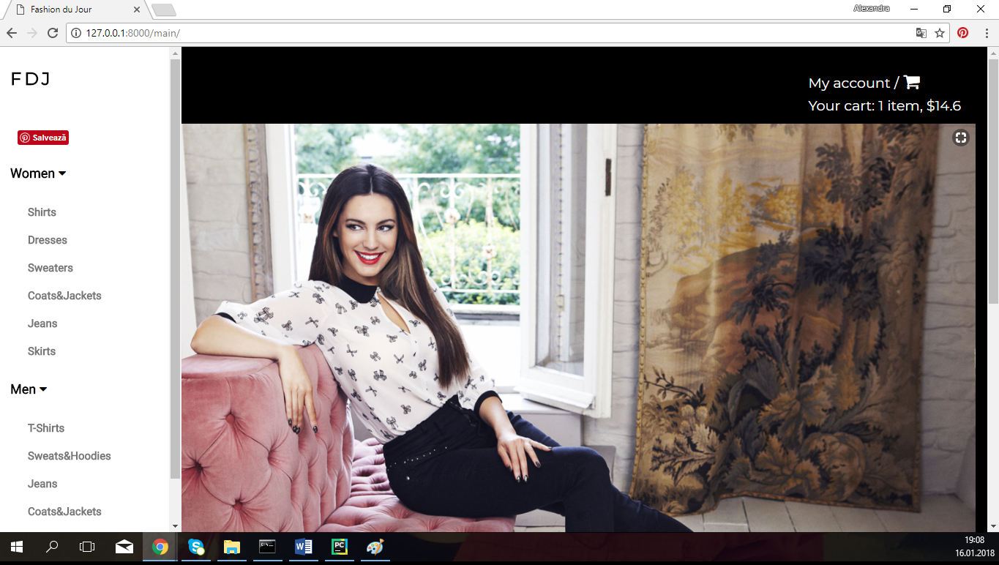 Fashion du Jour
Alexandra
127.0.0.1:8000/main/
FDJ
Salvează
Women
Shirts
Dresses
Sweaters
Coats&Jackets
Jeans
Skirts
Men
T-Shirts
Sweats&Hoodies
Jeans
Coats&Jackets
My account /
Your cart: 1 item, $14.6
19:08
16.01.2018